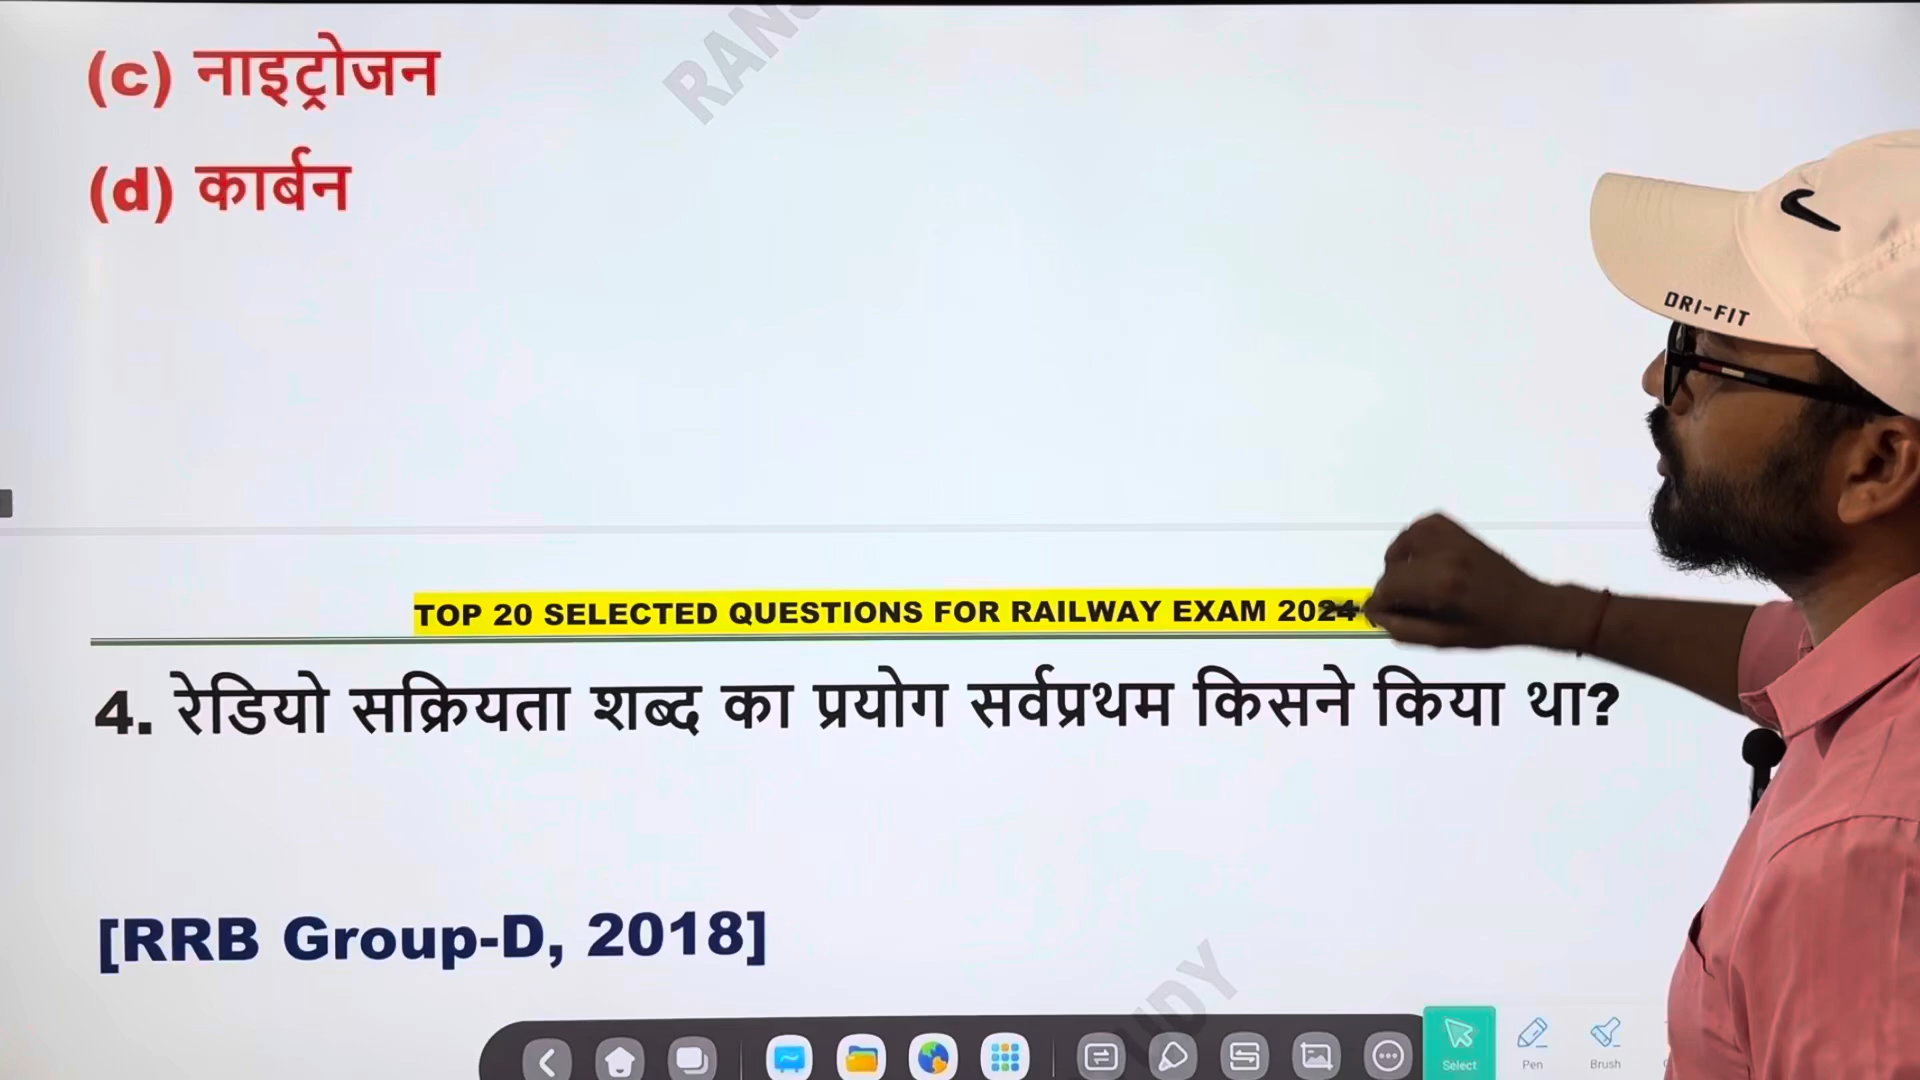 (c) नाइट्रोजन
(d) कार्बन
DRI-FIT
TOP 20 SELECTED QUESTIONS FOR RAILWAY EXAM 2024
4. रेडियो सक्रियता शब्द का प्रयोग सर्वप्रथम किसने किया था?
[RRB Group-D, 2018]
Select
Pen
Brush